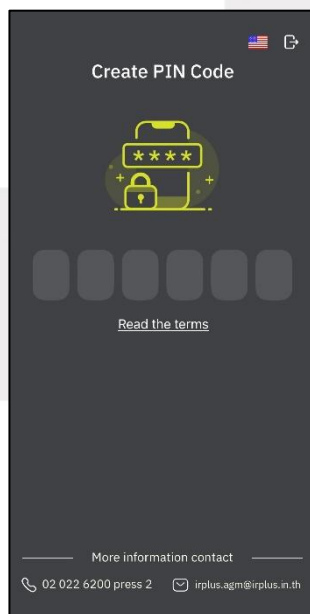 Create PIN Code
****
Read the terms
More information contact
02 022 6200 press 2 irplus.agm@irplus.in.th